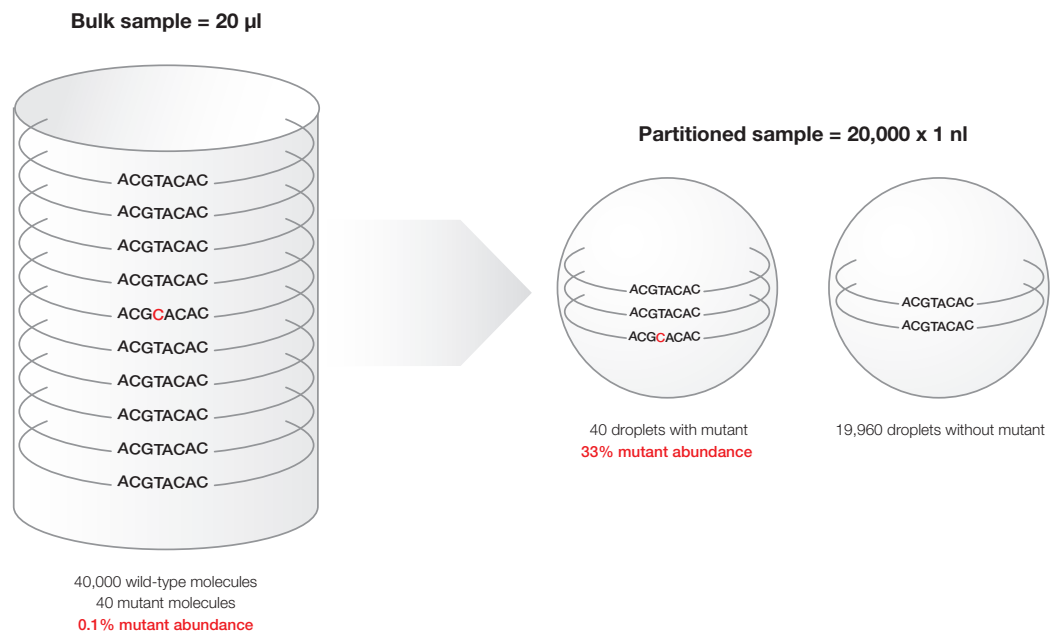 Bulk sample = 20 µl
ACGTACAC
ACGTACAC
ACGTACAC
ACGTACAC
ACGCACAC
ACGTACAC
ACGTACAC
ACGTACAC
ACGTACAC
ACGTACAC
40,000 wild-type molecules
40 mutant molecules
0.1% mutant abundance
Partitioned sample = 20,000 x 1 nl
ACGTACAC
ACGTACAC
ACGCACAC
40 droplets with mutant
33% mutant abundance
ACGTACAC
ACGTACAC
19,960 droplets without mutant